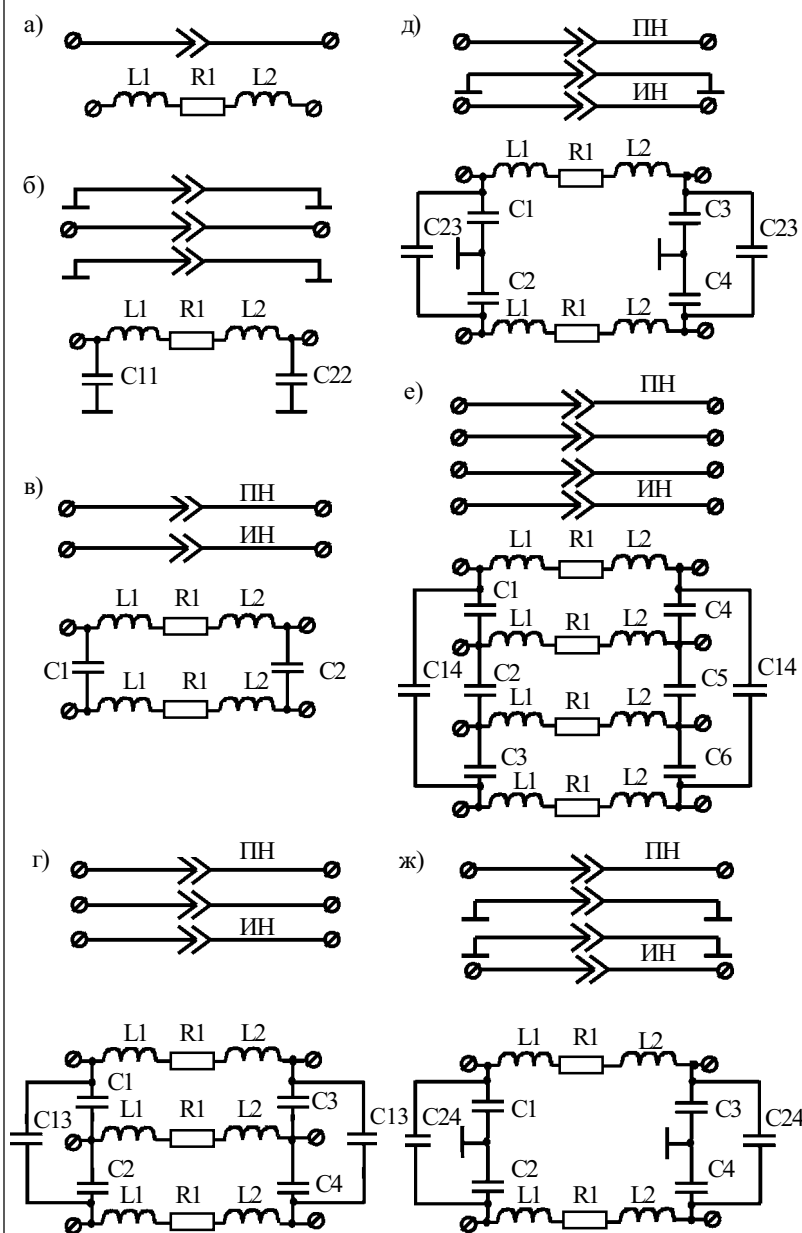 а)
L1 R1 L2
б)
L1 R1 L2
C11 C22
в)
ПН
ИН
L1 R1 L2
C1 L1 R1 L2 C2
г)
ПН
ИН
L1 R1 L2
C1 C3
C13 L1 R1 L2 C13
C2 C4
L1 R1 L2
д)
ПН
ИН
L1 R1 L2
C1 C3
C23 C23
C2 C4
L1 R1 L2
е)
ПН
ИН
L1 R1 L2
C1 C4
L1 R1 L2
C14 C2 C5 C14
L1 R1 L2
C3 C6
L1 R1 L2
ж)
ПН
ИН
L1 R1 L2
C24 C1 C3 C24
C2 C4
L1 R1 L2